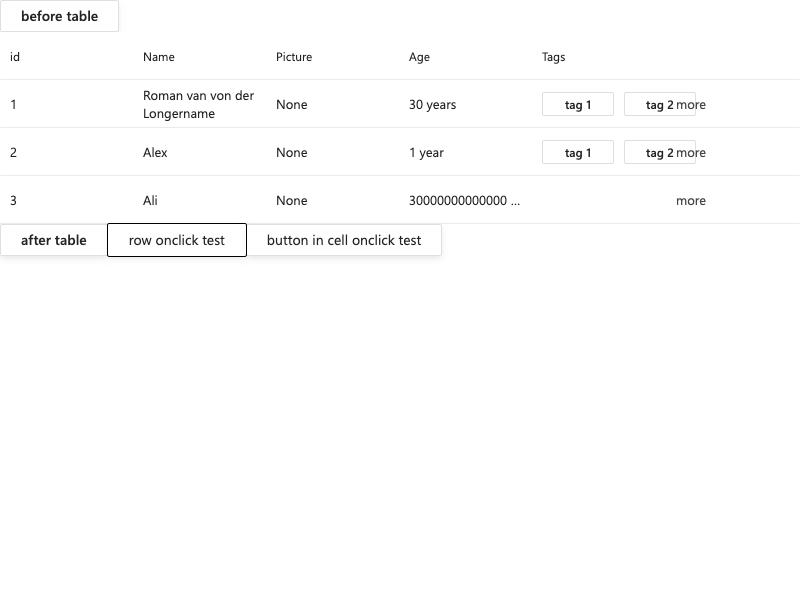 before table
id Name Picture Age Tags
1 Roman van von der Longername None 30 years tag 1 tag 2 more
2 Alex None 1 year tag 1 tag 2 more
3 Ali None 30000000000000 ... more
after table row onclick test button in cell onclick test